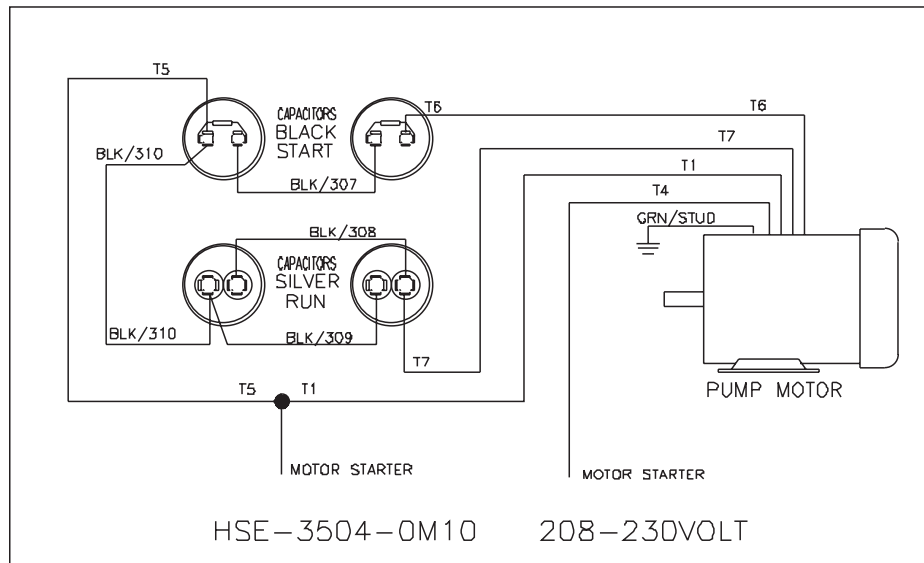 T5
CAPACITORS
BLACK
START
T6
T6
BLK/310
T7
T1
BLK/307
T4
GRN/STUD
BLK/308
CAPACITORS
SILVER
RUN
BLK/310
BLK/309
T7
T5
T1
PUMP MOTOR
MOTOR STARTER
MOTOR STARTER
HSE-3504-0M10
208-230VOLT